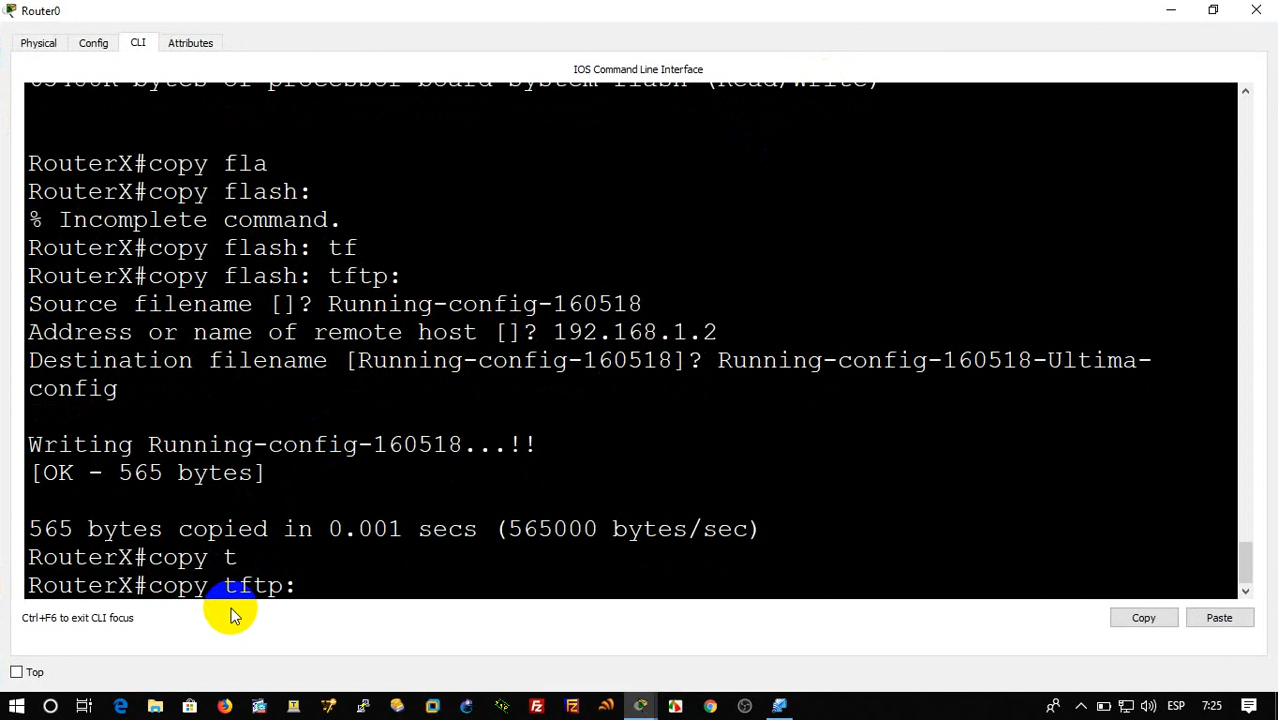 Router0
Physical Config CLI Attributes
IOS Command Line Interface
bytes of processor board system flash (Read/Write)
RouterX#copy fla
RouterX#copy flash:
% Incomplete command.
RouterX#copy flash: tf
RouterX#copy flash: tftp:
Source filename []? Running-config-160518
Address or name of remote host []? 192.168.1.2
Destination filename [Running-config-160518]? Running-config-160518-Ultima-
config
Writing Running-config-160518...!!
[OK - 565 bytes]
565 bytes copied in 0.001 secs (565000 bytes/sec)
RouterX#copy t
RouterX#copy tftp:
Ctrl+F6 to exit CLI focus
Copy Paste
Top
ESP 7:25